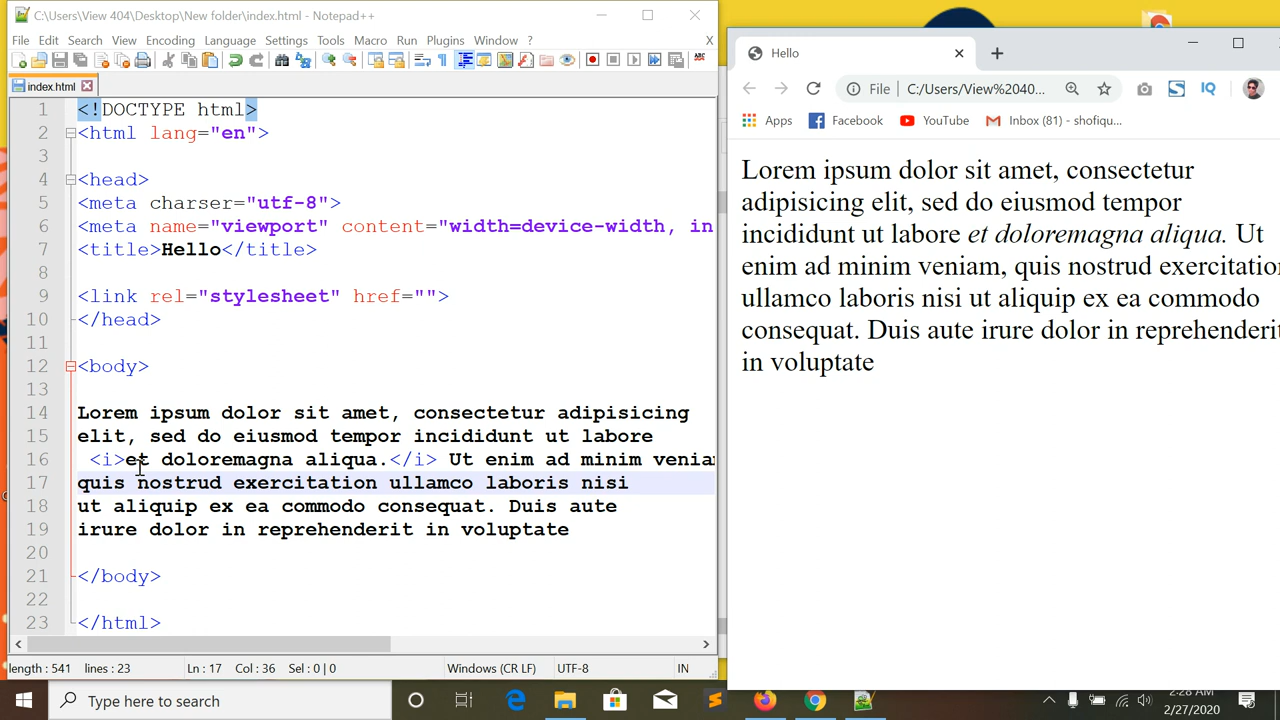 C:\Users\View 404\Desktop\New folder\index.html - Notepad++
File Edit Search View Encoding Language Settings Tools Macro Run Plugins Window ? X
index.html
1 <!DOCTYPE html>
2 <html lang="en">
3
4 <head>
5 <meta charser="utf-8">
6 <meta name="viewport" content="width=device-width, in
7 <title>Hello</title>
8
9 <link rel="stylesheet" href="">
10 </head>
11
12 <body>
13
14 Lorem ipsum dolor sit amet, consectetur adipisicing
15 elit, sed do eiusmod tempor incididunt ut labore
16 <i>et doloremagna aliqua.</i> Ut enim ad minim veniam
17 quis nostrud exercitation ullamco laboris nisi
18 ut aliquip ex ea commodo consequat. Duis aute
19 irure dolor in reprehenderit in voluptate
20
21 </body>
22
23 </html>
length : 541 lines : 23 Ln : 17 Col : 36 Sel : 0 | 0 Windows (CR LF) UTF-8 IN
Hello
File C:/Users/View%2040...
Apps Facebook YouTube Inbox (81) - shofiqu...
Lorem ipsum dolor sit amet, consectetur
adipisicing elit, sed do eiusmod tempor
incididunt ut labore et doloremagna aliqua. Ut
enim ad minim veniam, quis nostrud exercitation
ullamco laboris nisi ut aliquip ex ea commodo
consequat. Duis aute irure dolor in reprehenderit
in voluptate
Type here to search
2:28 AM
2/27/2020